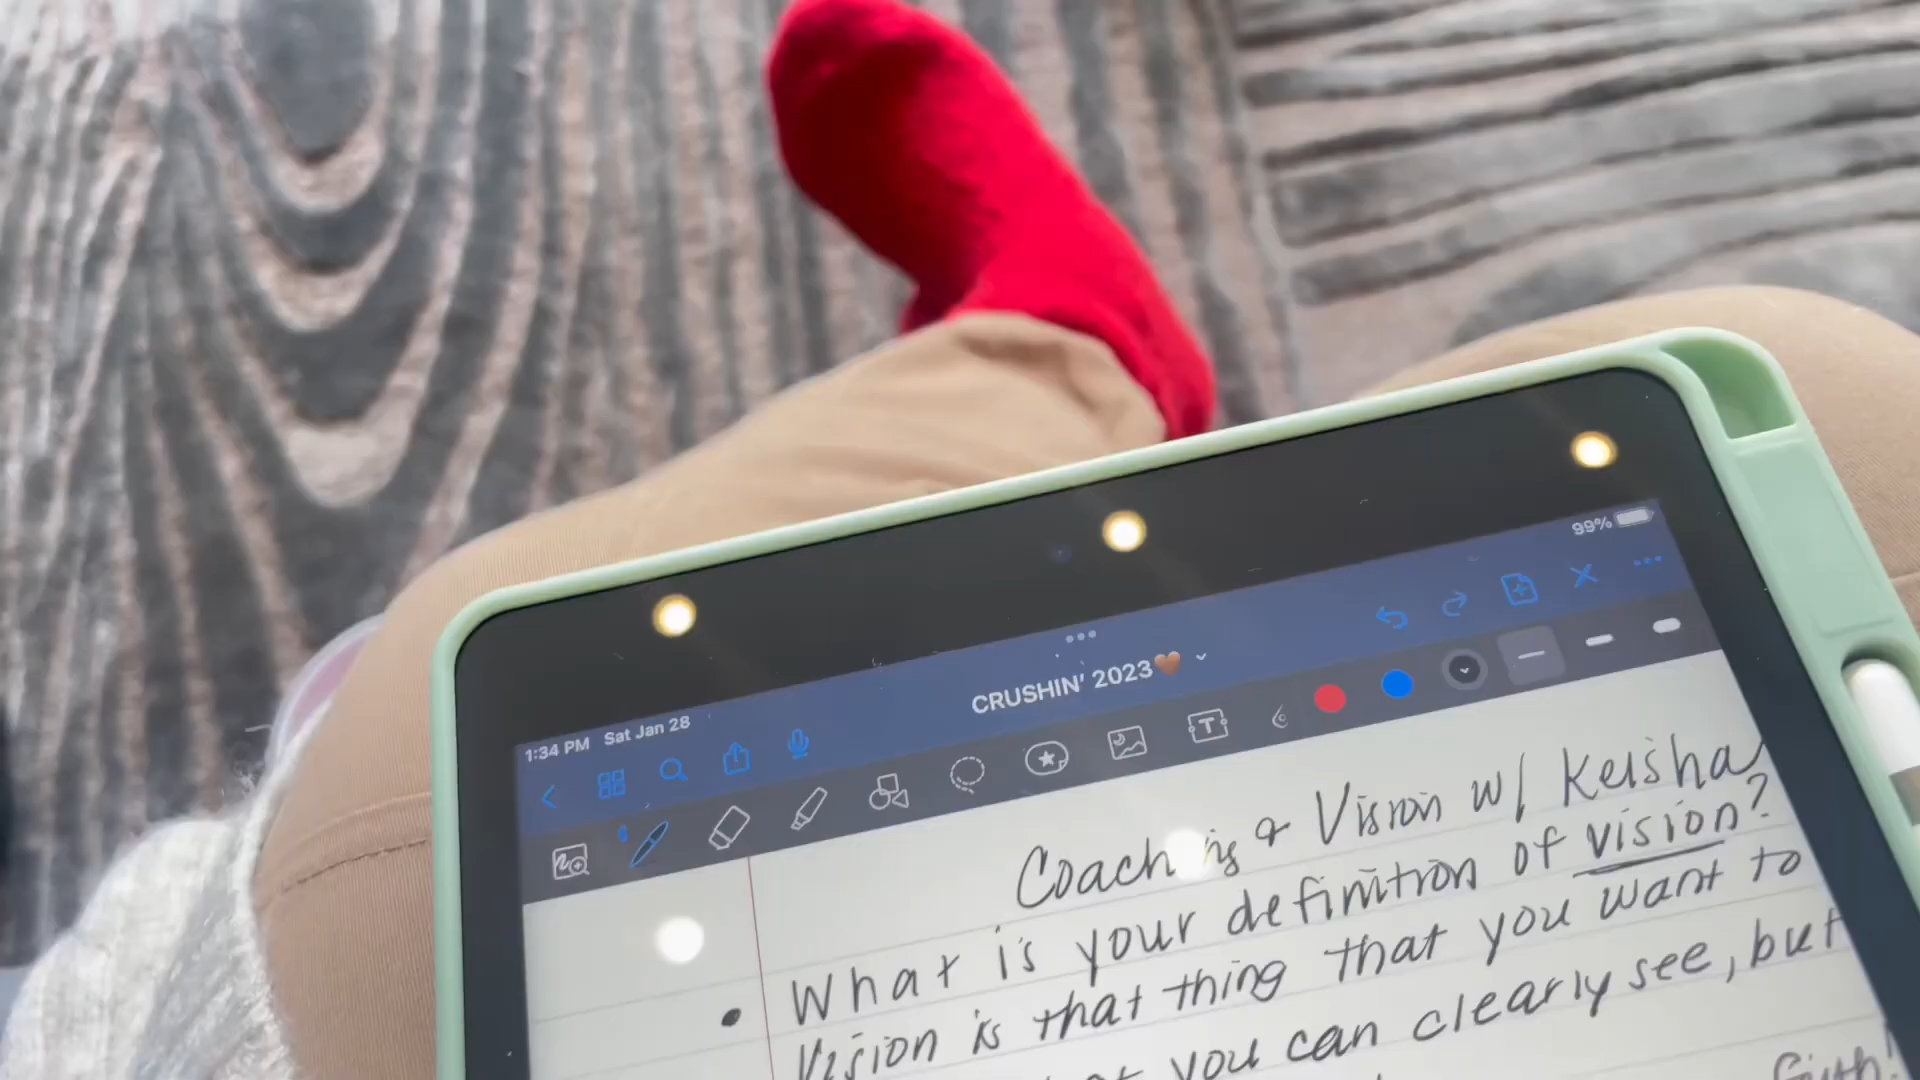 99%
1:34 PM Sat Jan 28
CRUSHIN' 2023🤎
T
Coaching & Vision w/ Keisha
What is your definition of vision?
Vision is that thing that you want to
you can clearly see, but